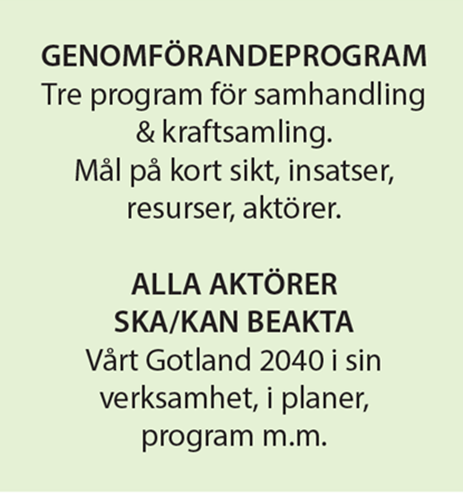 GENOMFÖRANDEPROGRAM
Tre program för samhandling
& kraftsamling.
Mål på kort sikt, insatser,
resurser, aktörer.
ALLA AKTÖRER
SKA/KAN BEAKTA
Vårt Gotland 2040 i sin
verksamhet, i planer,
program m.m.